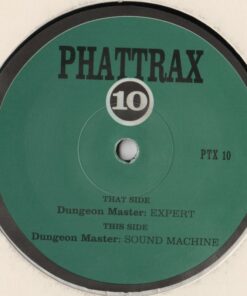 PHATTRAX
10
PTX 10
THAT SIDE
Dungeon Master: EXPERT
THIS SIDE
Dungeon Master: SOUND MACHINE